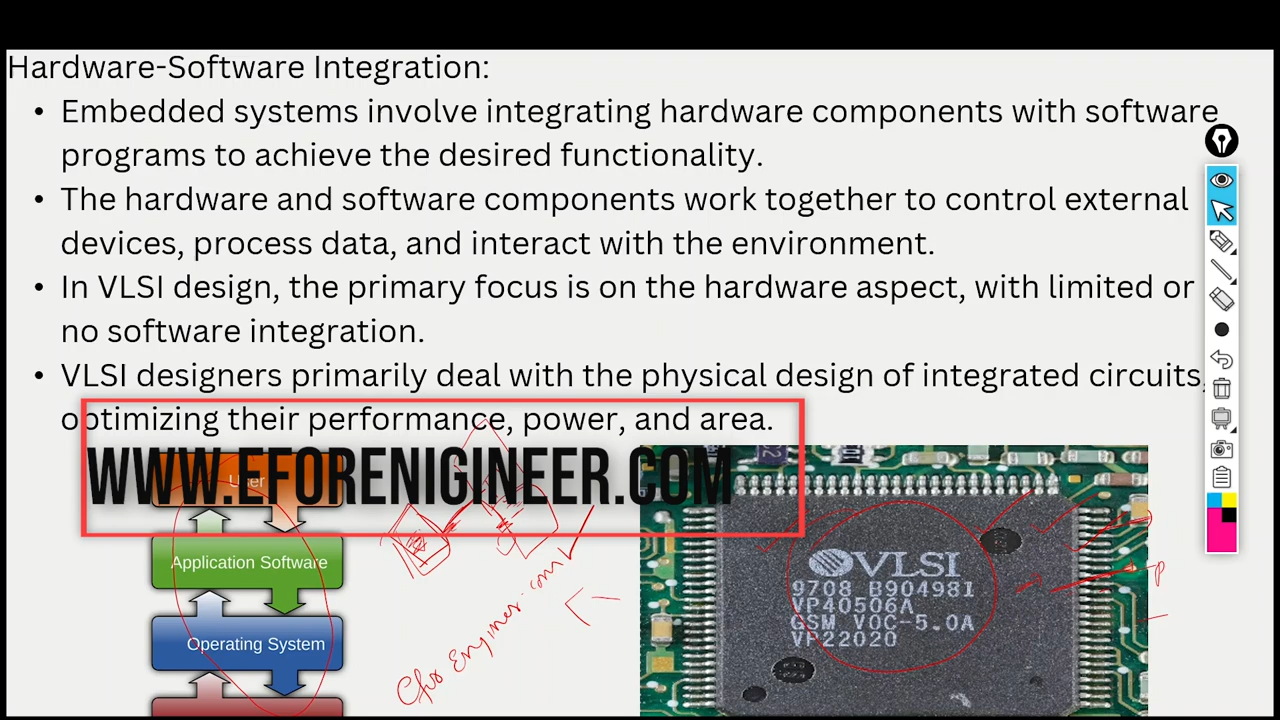 Hardware-Software Integration:
• Embedded systems involve integrating hardware components with software
programs to achieve the desired functionality.
• The hardware and software components work together to control external
devices, process data, and interact with the environment.
• In VLSI design, the primary focus is on the hardware aspect, with limited or
no software integration.
• VLSI designers primarily deal with the physical design of integrated circuits,
optimizing their performance, power, and area.
WWW.EFORENIGINEER.COM
User
Application Software
Operating System
VLSI
9708 B904981
VP40506A
GSM VOC-5.0A
VP22020
P